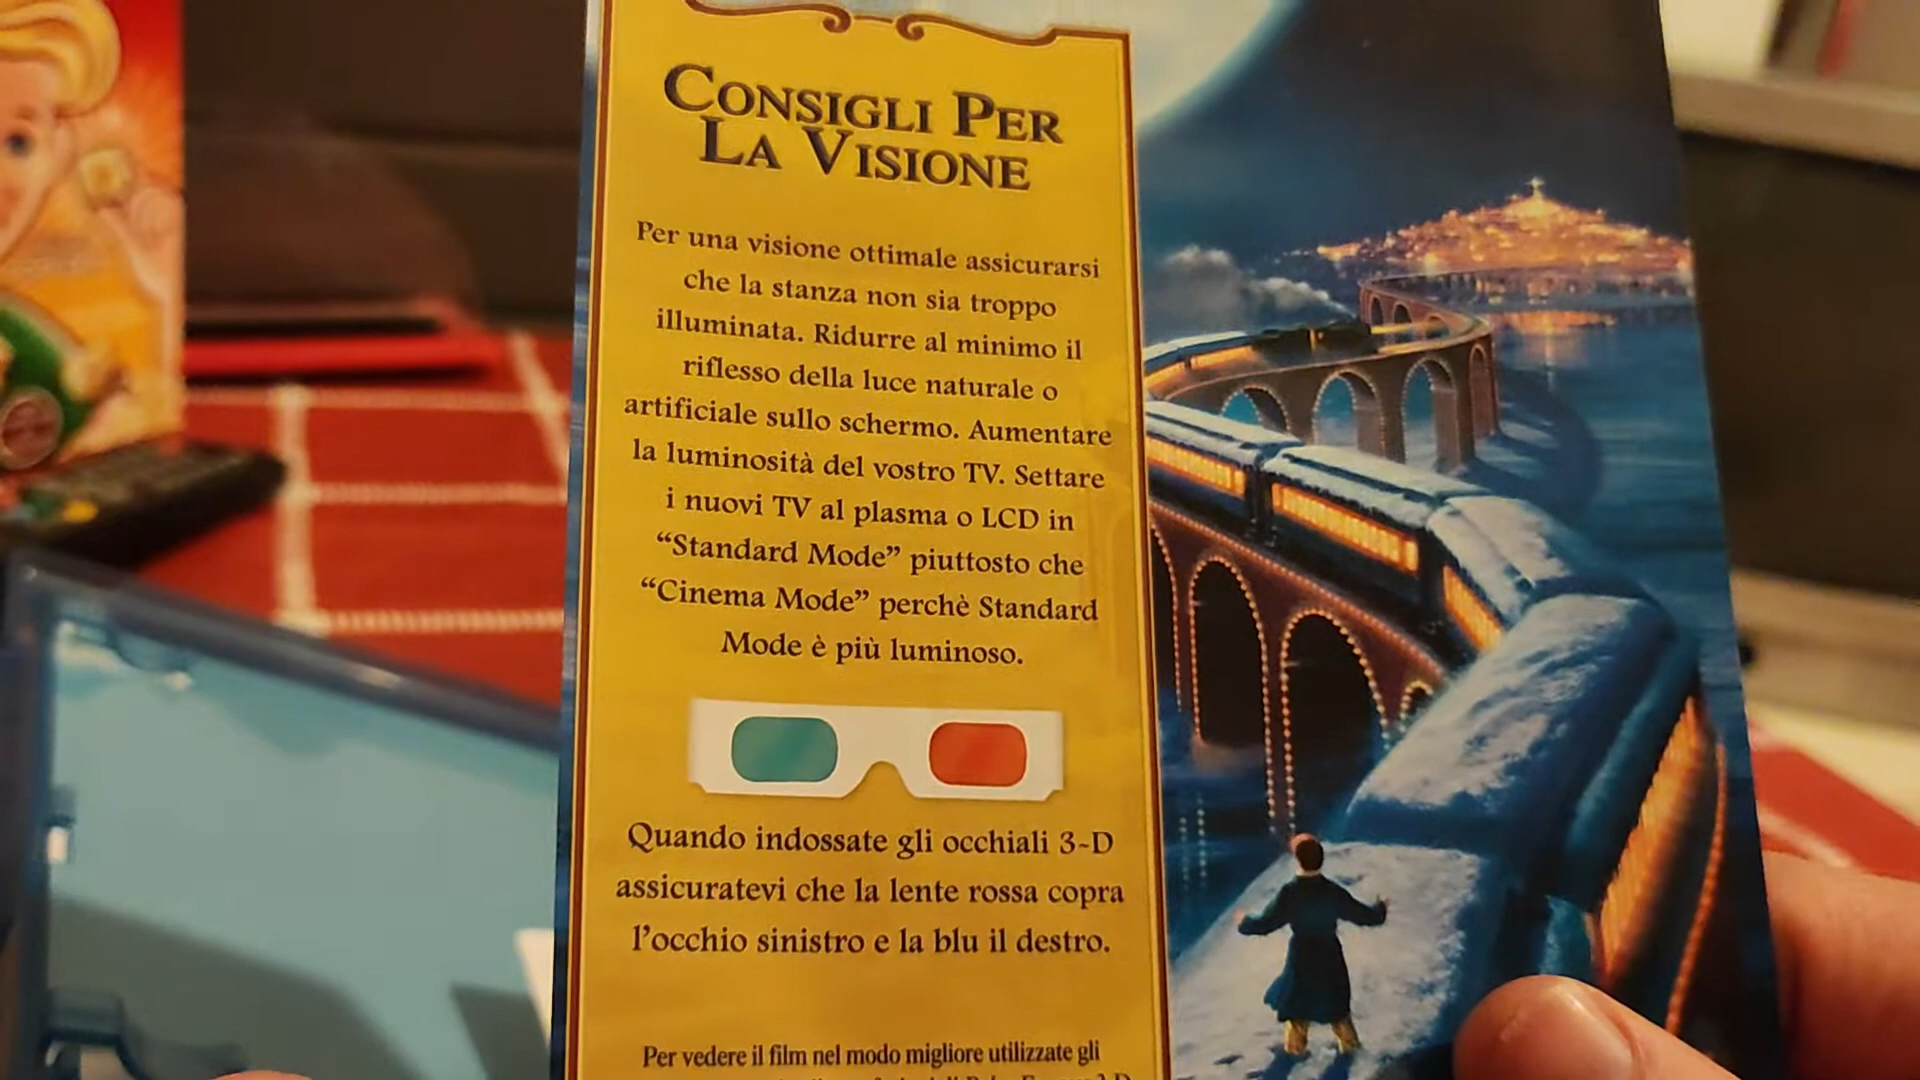 CONSIGLI PER
LA VISIONE
Per una visione ottimale assicurarsi
che la stanza non sia troppo
illuminata. Ridurre al minimo il
riflesso della luce naturale o
artificiale sullo schermo. Aumentare
la luminosità del vostro TV. Settare
i nuovi TV al plasma o LCD in
“Standard Mode” piuttosto che
“Cinema Mode” perchè Standard
Mode è più luminoso.
Quando indossate gli occhiali 3-D
assicuratevi che la lente rossa copra
l’occhio sinistro e la blu il destro.
Per vedere il film nel modo migliore utilizzate gli